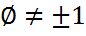 ∅ ≠ ±1